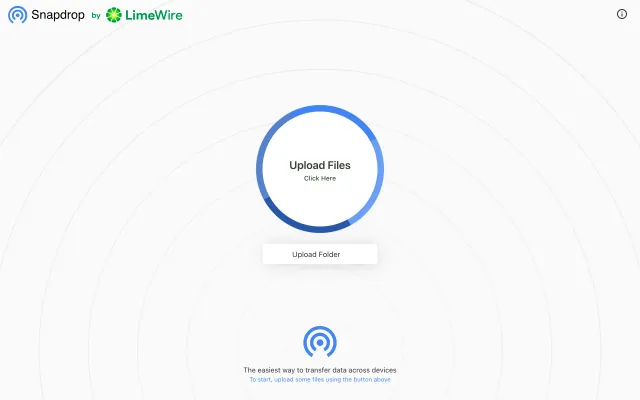 Snapdrop by LimeWire
Upload Files
Click Here
Upload Folder
The easiest way to transfer data across devices
To start, upload some files using the button above